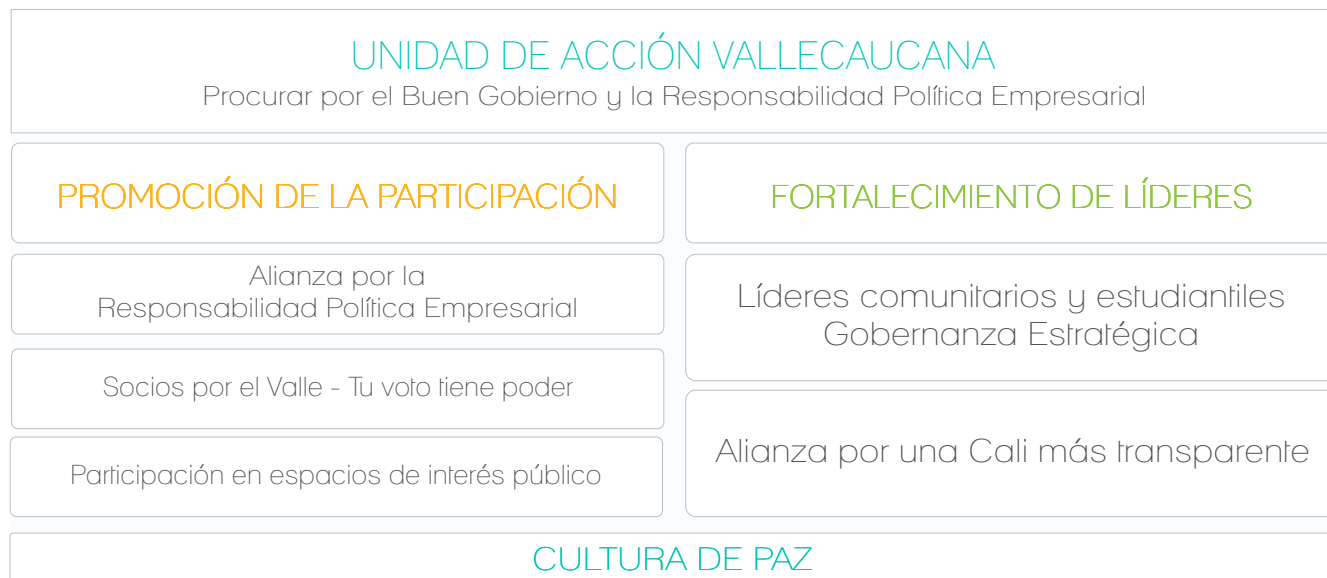 UNIDAD DE ACCIÓN VALLECAUCANA
Procurar por el Buen Gobierno y la Responsabilidad Política Empresarial
PROMOCIÓN DE LA PARTICIPACIÓN
Alianza por la
Responsabilidad Política Empresarial
Socios por el Valle - Tu voto tiene poder
Participación en espacios de interés público
FORTALECIMIENTO DE LÍDERES
Líderes comunitarios y estudiantiles
Gobernanza Estratégica
Alianza por una Cali más transparente
CULTURA DE PAZ